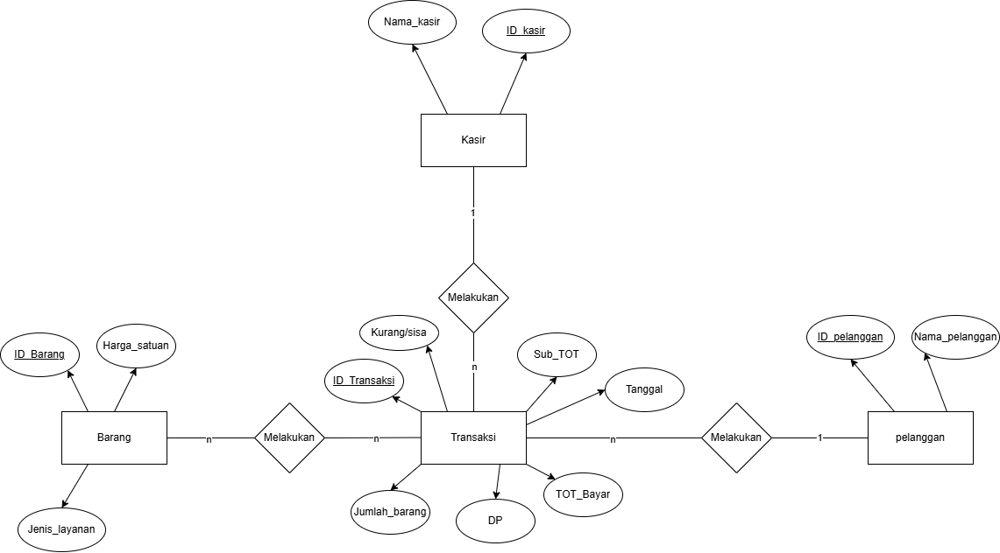 Nama_kasir
ID_kasir
Kasir
1
Melakukan
n
Kurang/sisa
ID_Transaksi
Sub_TOT
Tanggal
ID_Barang
Harga_satuan
ID_pelanggan
Nama_pelanggan
Barang
n
Melakukan
n
Transaksi
n
Melakukan
1
pelanggan
Jenis_layanan
Jumlah_barang
DP
TOT_Bayar